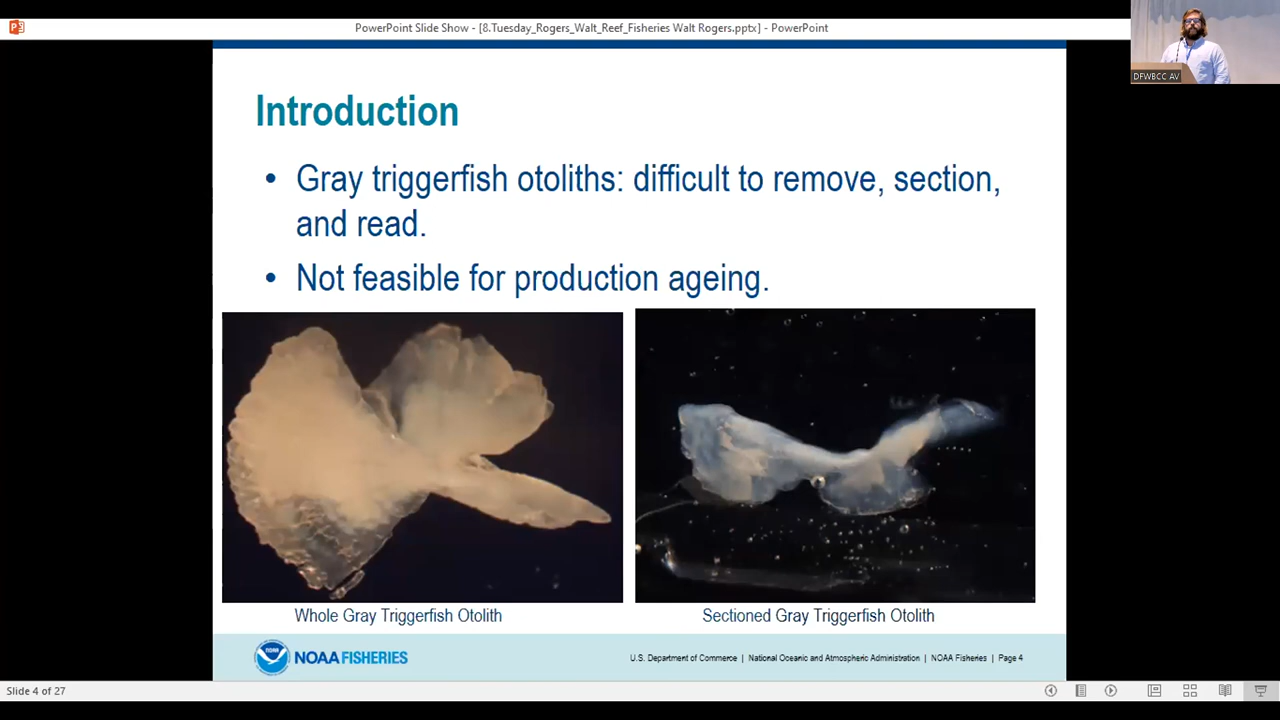 PowerPoint Slide Show - [8.Tuesday_Rogers_Walt_Reef_Fisheries Walt Rogers.pptx] - PowerPoint
DFWBCC AV
Introduction
• Gray triggerfish otoliths: difficult to remove, section,
and read.
• Not feasible for production ageing.
Whole Gray Triggerfish Otolith
Sectioned Gray Triggerfish Otolith
NOAA FISHERIES
U.S. Department of Commerce | National Oceanic and Atmospheric Administration | NOAA Fisheries | Page 4
Slide 4 of 27